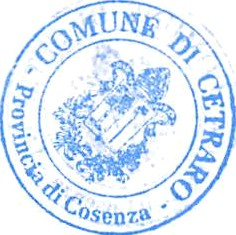 COMUNE DI CETRARO
- Provincia di Cosenza -